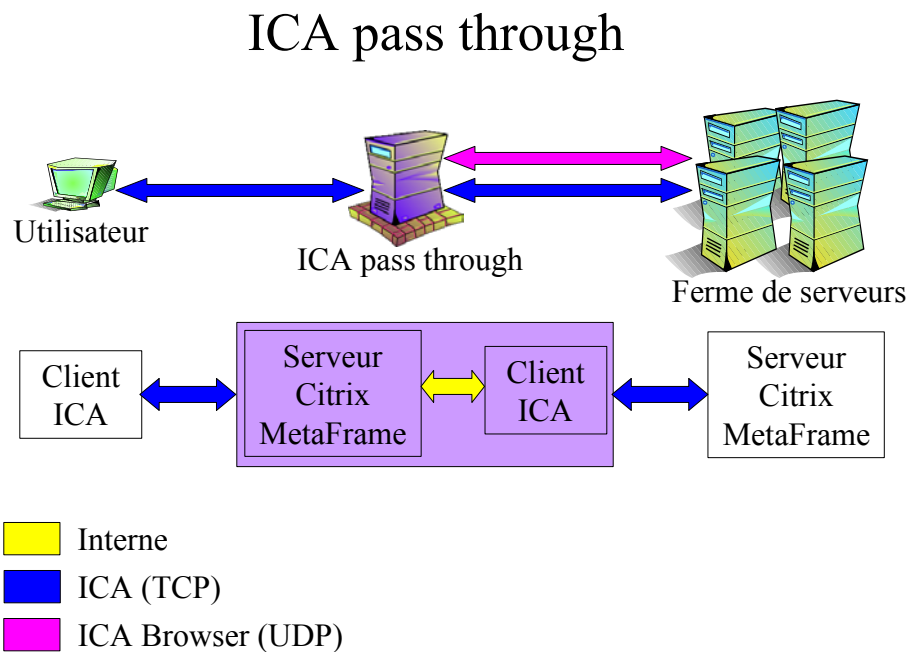 ICA pass through
Utilisateur
ICA pass through
Ferme de serveurs
Client
ICA
Serveur
Citrix
MetaFrame
Client
ICA
Serveur
Citrix
MetaFrame
Interne
ICA (TCP)
ICA Browser (UDP)